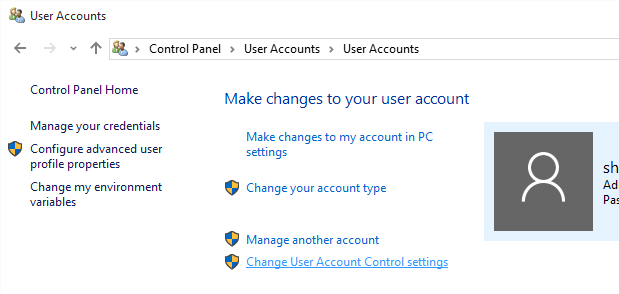 User Accounts
Control Panel > User Accounts > User Accounts
Control Panel Home
Manage your credentials
Configure advanced user
profile properties
Change my environment
variables
Make changes to your user account
Make changes to my account in PC
settings
Change your account type
Manage another account
Change User Account Control settings
sh
Ad
Pas